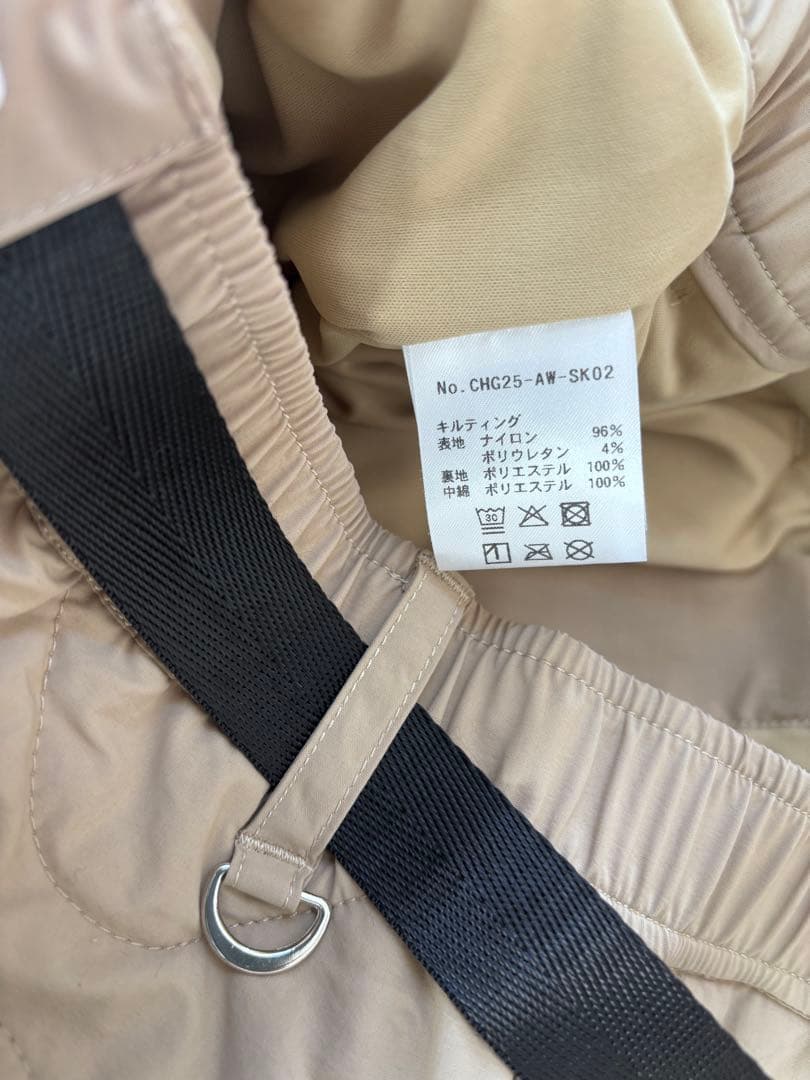 No.CHG25-AW-SK02
キルティング
表地 ナイロン 96%
ポリウレタン 4%
裏地 ポリエステル 100%
中綿 ポリエステル 100%
30